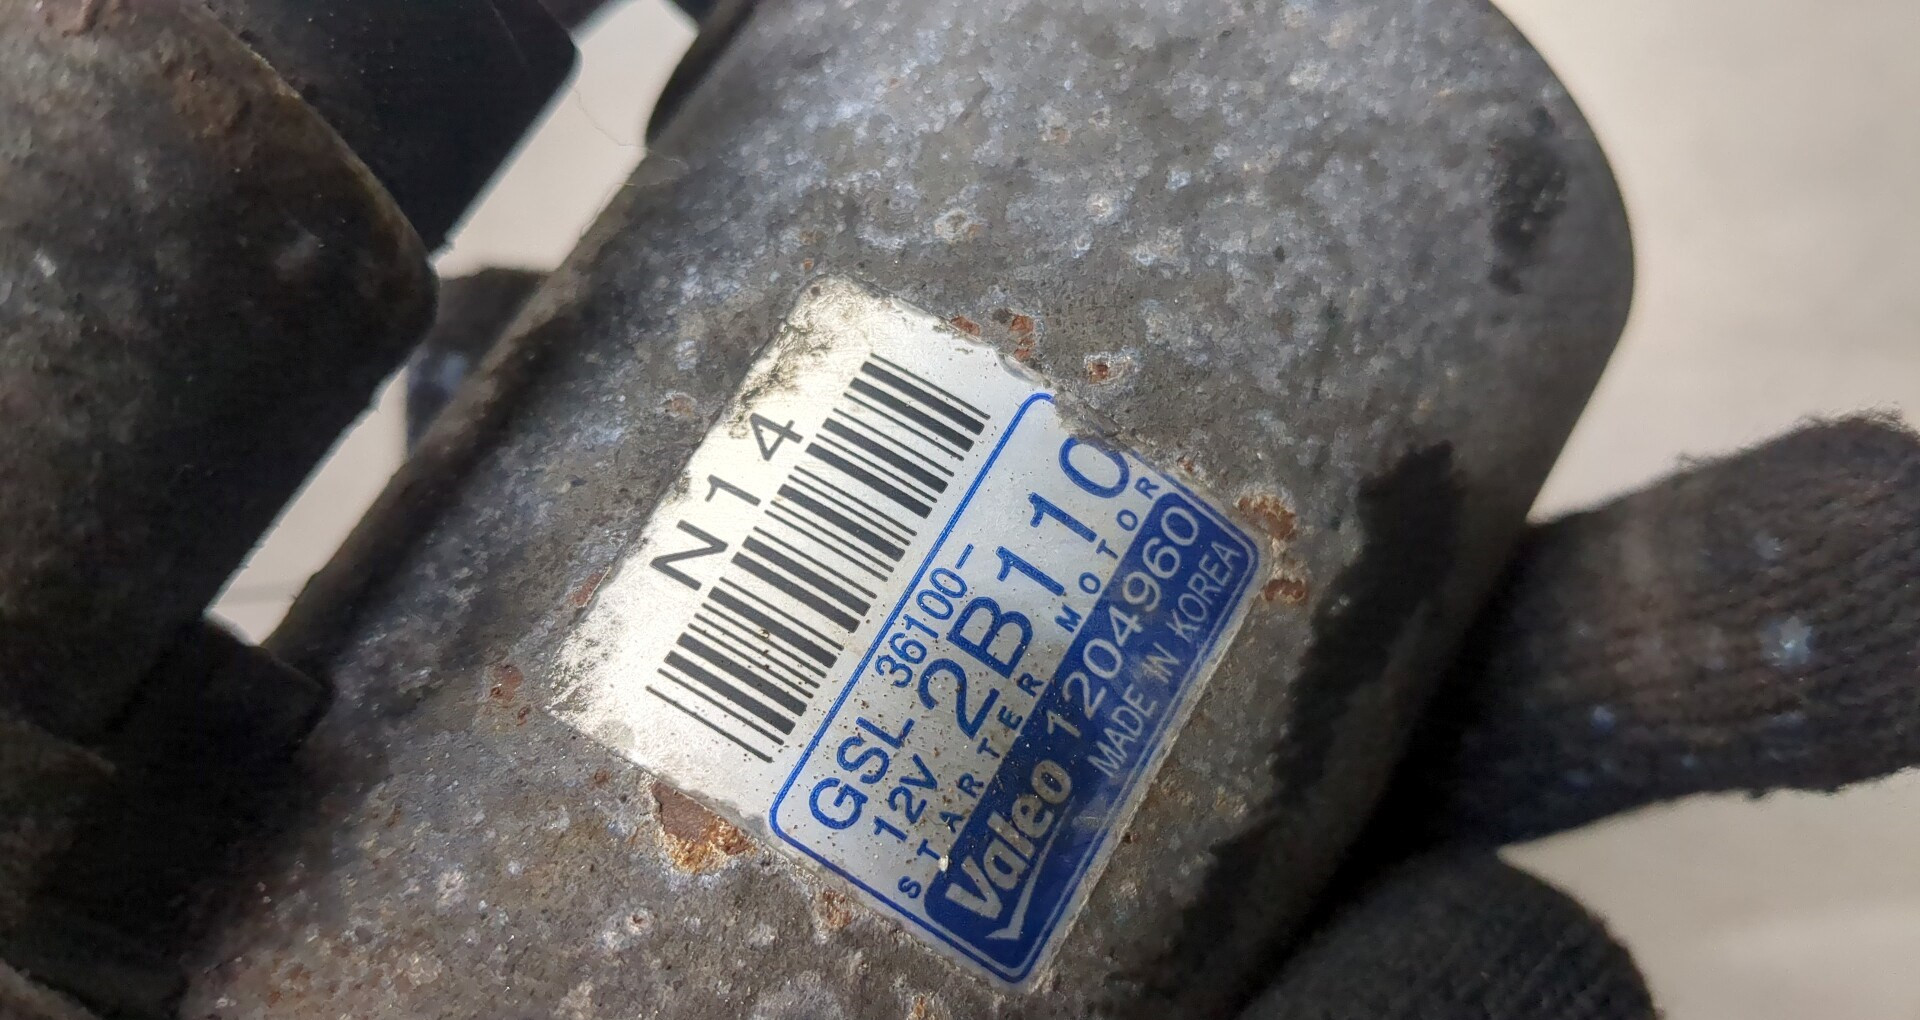 N14
GSL 36100-
12V 2B110
STARTER MOTOR
Valeo 1204960
MADE IN KOREA